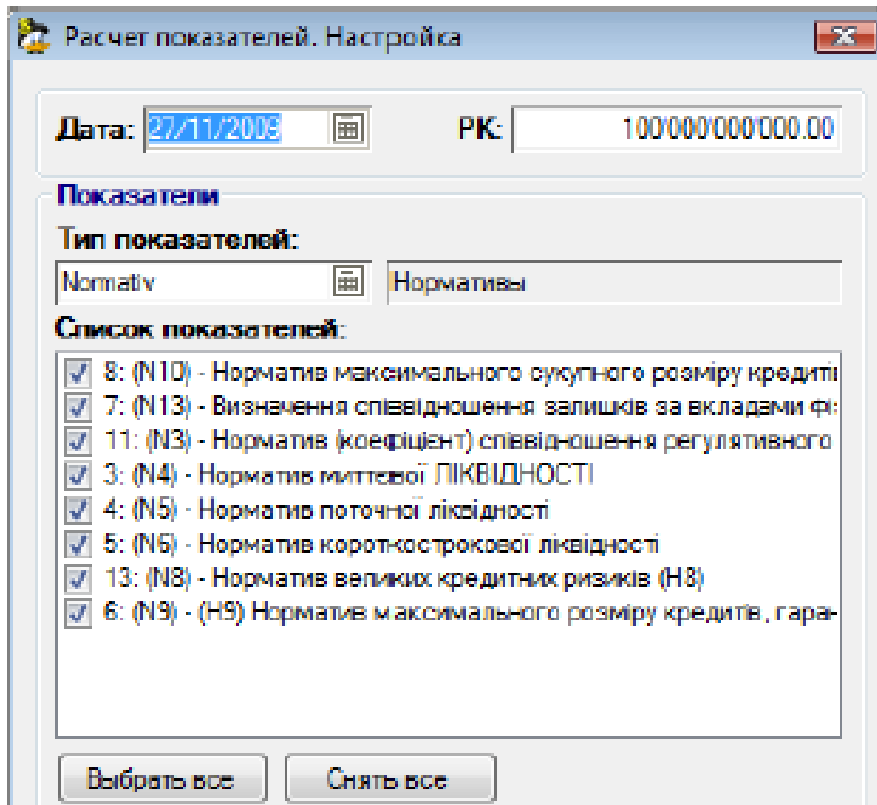 Расчет показателей. Настройка
Дата: 27/11/2009 РК: 100'000'000'000.00
Показатели
Тип показателей:
Normativ Нормативы
Список показателей:
8: (N10) - Норматив максимального сукупного розміру кредитів
7: (N13) - Визначення співвідношення залишків за вкладами фі
11: (N3) - Норматив (коефіцієнт) співвідношення регулятивного
3: (N4) - Норматив миттєвої ЛІКВІДНОСТІ
4: (N5) - Норматив поточної ліквідності
5: (N6) - Норматив короткострокової ліквідності
13: (N8) - Норматив великих кредитних ризиків (Н8)
6: (N9) - (Н9) Норматив максимального розміру кредитів, гаран
Выбрать все Снять все